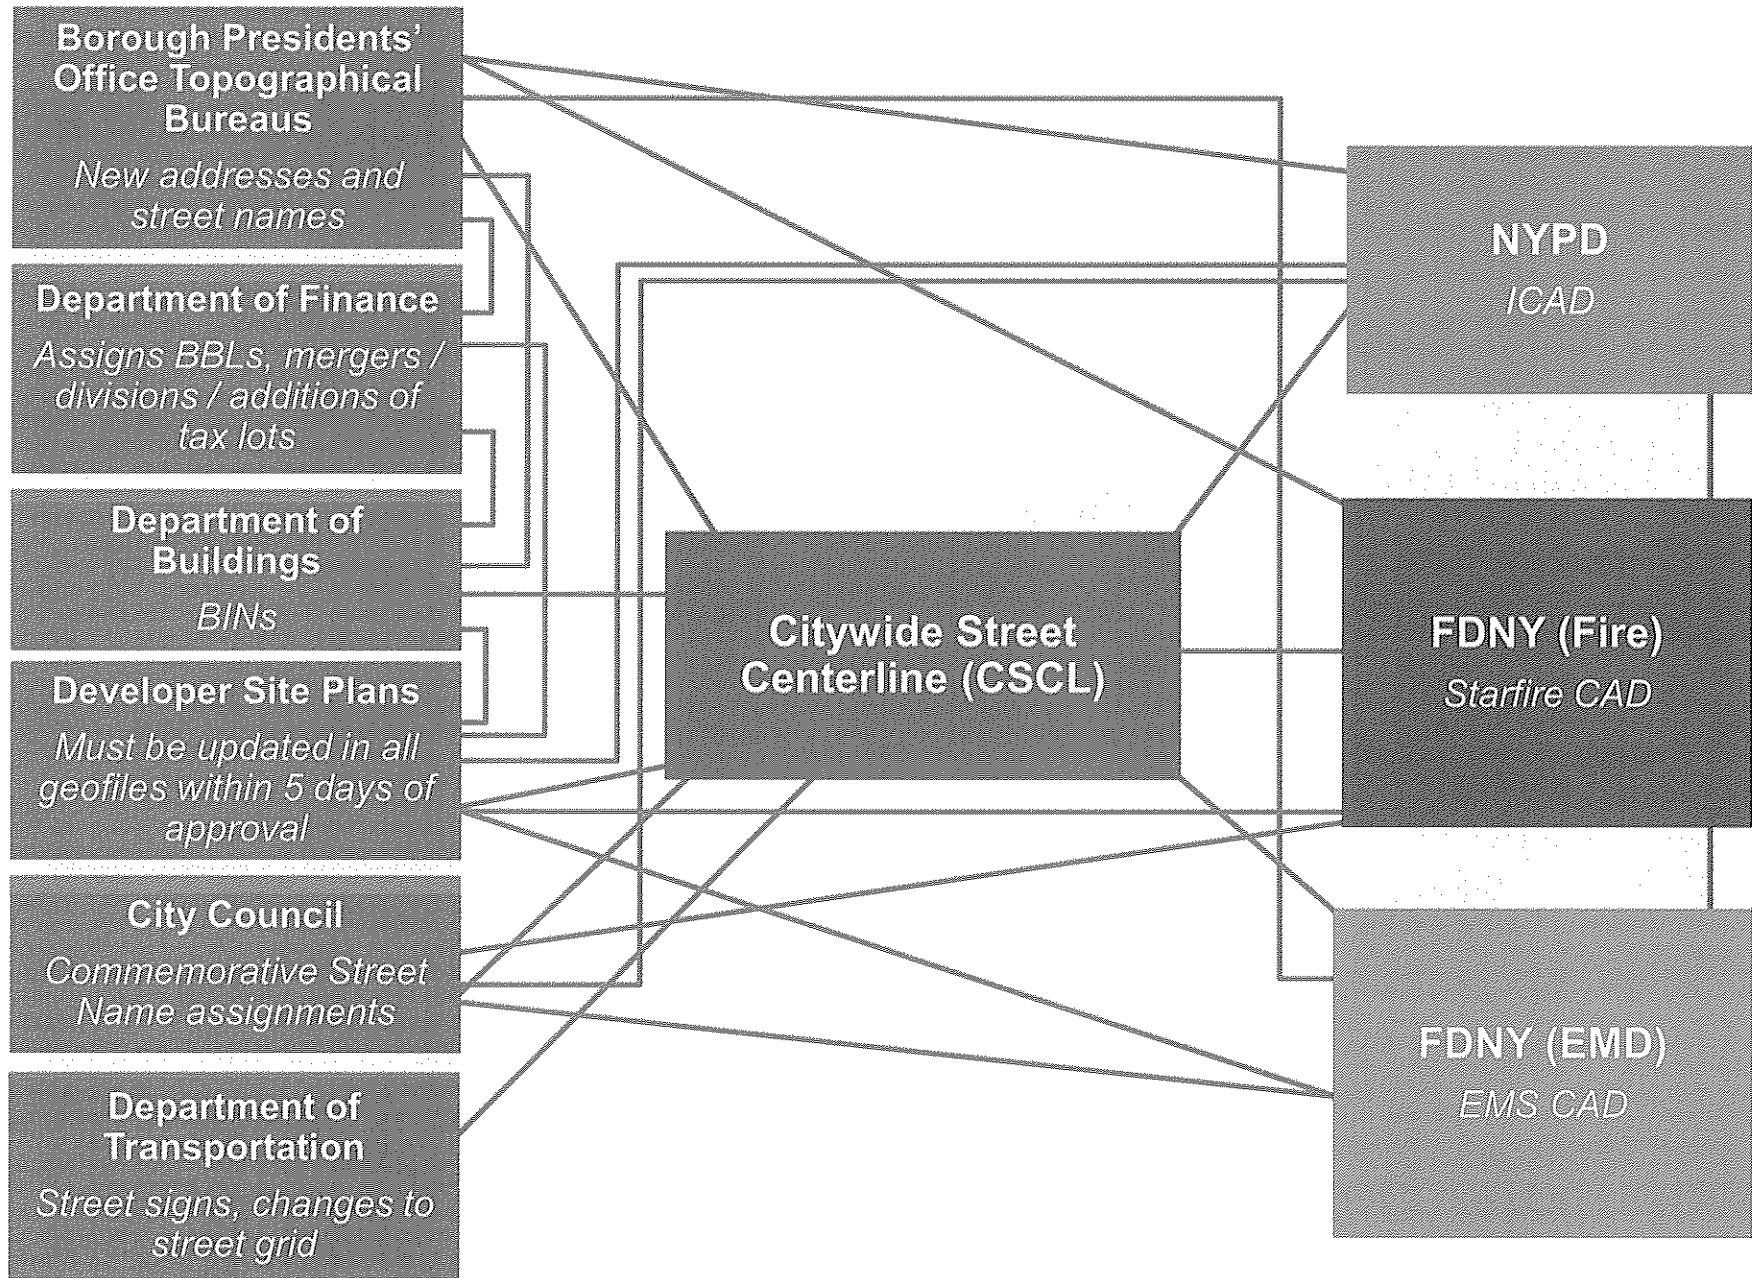 Borough Presidents'
Office Topographical
Bureaus
New addresses and
street names
Department of Finance
Assigns BBLs, mergers /
divisions / additions of
tax lots
Department of
Buildings
BINs
Developer Site Plans
Must be updated in all
geofiles within 5 days of
approval
City Council
Commemorative Street
Name assignments
Department of
Transportation
Street signs, changes to
street grid
Citywide Street
Centerline (CSCL)
NYPD
ICAD
FDNY (Fire)
Starfire CAD
FDNY (EMD)
EMS CAD